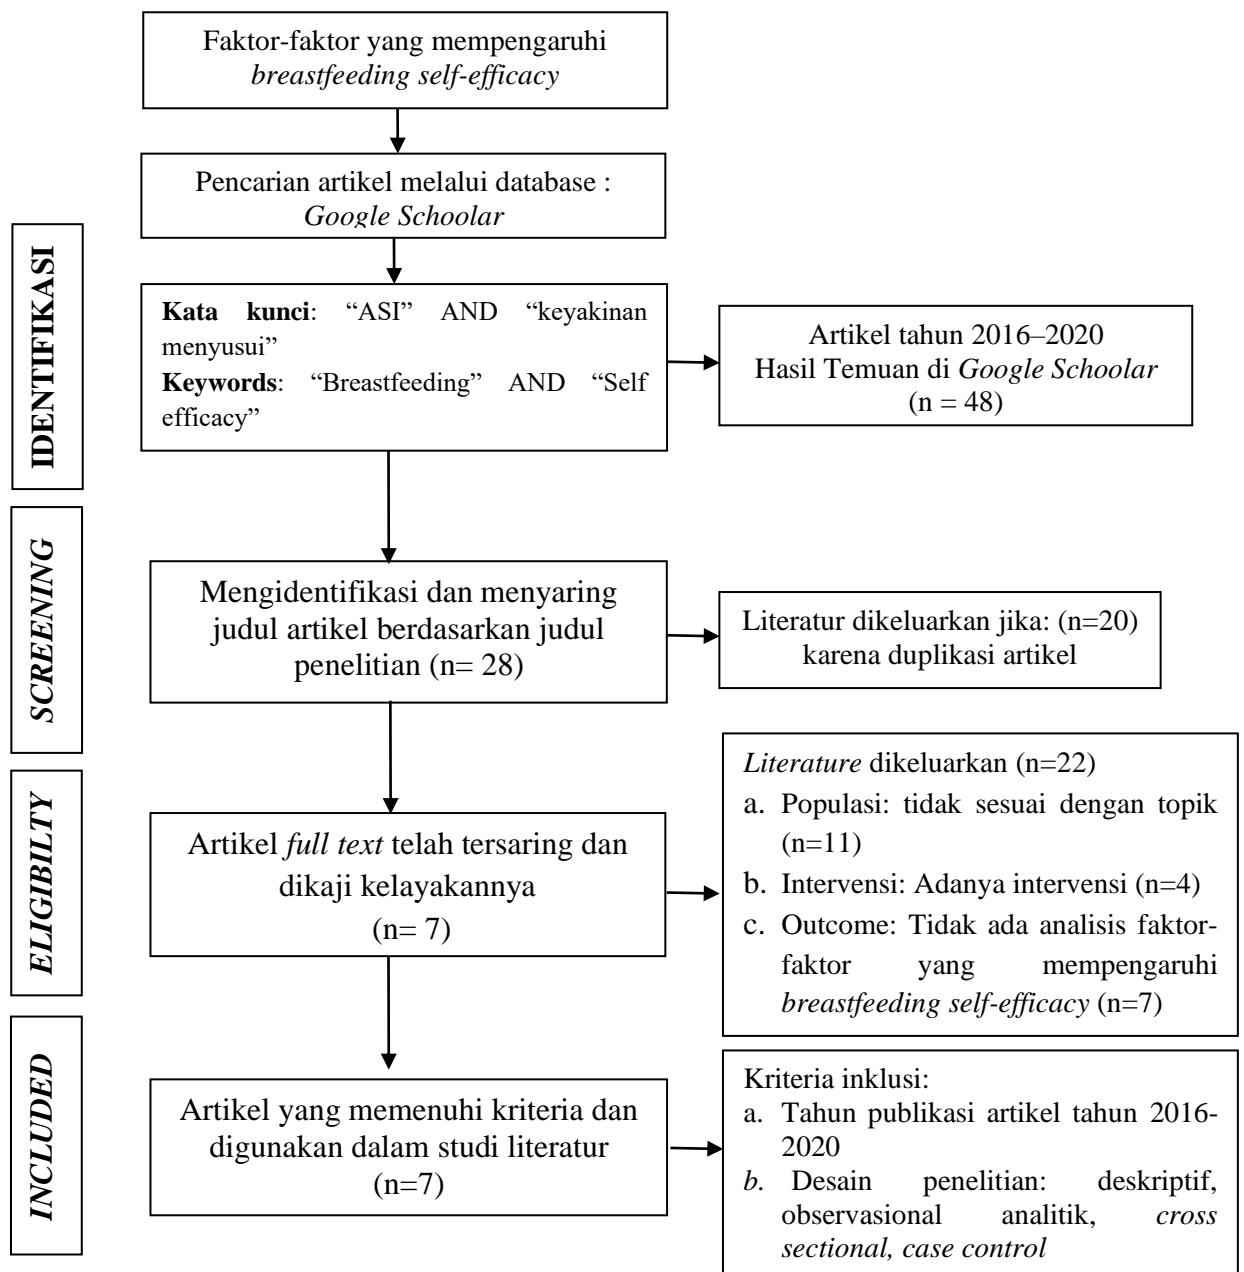 Faktor-faktor yang mempengaruhi
breastfeeding self-efficacy
Pencarian artikel melalui database :
Google Schoolar
IDENTIFIKASI
Kata kunci: “ASI” AND “keyakinan
menyusui”
Keywords: “Breastfeeding” AND “Self
efficacy”
Artikel tahun 2016–2020
Hasil Temuan di Google Schoolar
(n = 48)
SCREENING
Mengidentifikasi dan menyaring
judul artikel berdasarkan judul
penelitian (n= 28)
Literatur dikeluarkan jika: (n=20)
karena duplikasi artikel
ELIGIBILTY
Artikel full text telah tersaring dan
dikaji kelayakannya
(n= 7)
Literature dikeluarkan (n=22)
a. Populasi: tidak sesuai dengan topik
(n=11)
b. Intervensi: Adanya intervensi (n=4)
c. Outcome: Tidak ada analisis faktor-
faktor yang mempengaruhi
breastfeeding self-efficacy (n=7)
INCLUDED
Artikel yang memenuhi kriteria dan
digunakan dalam studi literatur
(n=7)
Kriteria inklusi:
a. Tahun publikasi artikel tahun 2016-
2020
b. Desain penelitian: deskriptif,
observasional analitik, cross
sectional, case control